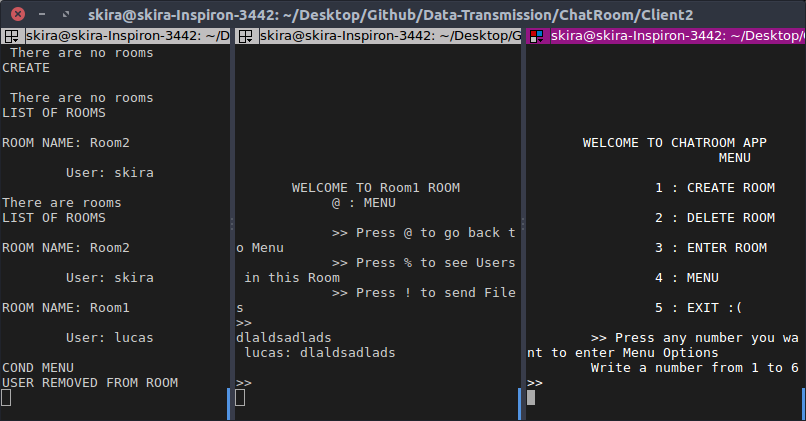 skira@skira-Inspiron-3442: ~/Desktop/Github/Data-Transmission/ChatRoom/Client2
skira@skira-Inspiron-3442: ~/D
There are no rooms
CREATE
There are no rooms
LIST OF ROOMS
ROOM NAME: Room2
User: skira
There are rooms
LIST OF ROOMS
ROOM NAME: Room2
User: skira
ROOM NAME: Room1
User: lucas
COND MENU
USER REMOVED FROM ROOM
skira@skira-Inspiron-3442: ~/Desktop/G
WELCOME TO Room1 ROOM
@ : MENU
>> Press @ to go back t
o Menu
>> Press % to see Users
in this Room
>> Press ! to send File
s
>>
dlaldsadlads
lucas: dlaldsadlads
>>
skira@skira-Inspiron-3442: ~/Desktop/
WELCOME TO CHATROOM APP
MENU
1 : CREATE ROOM
2 : DELETE ROOM
3 : ENTER ROOM
4 : MENU
5 : EXIT :(
>> Press any number you wa
nt to enter Menu Options
Write a number from 1 to 6
>>